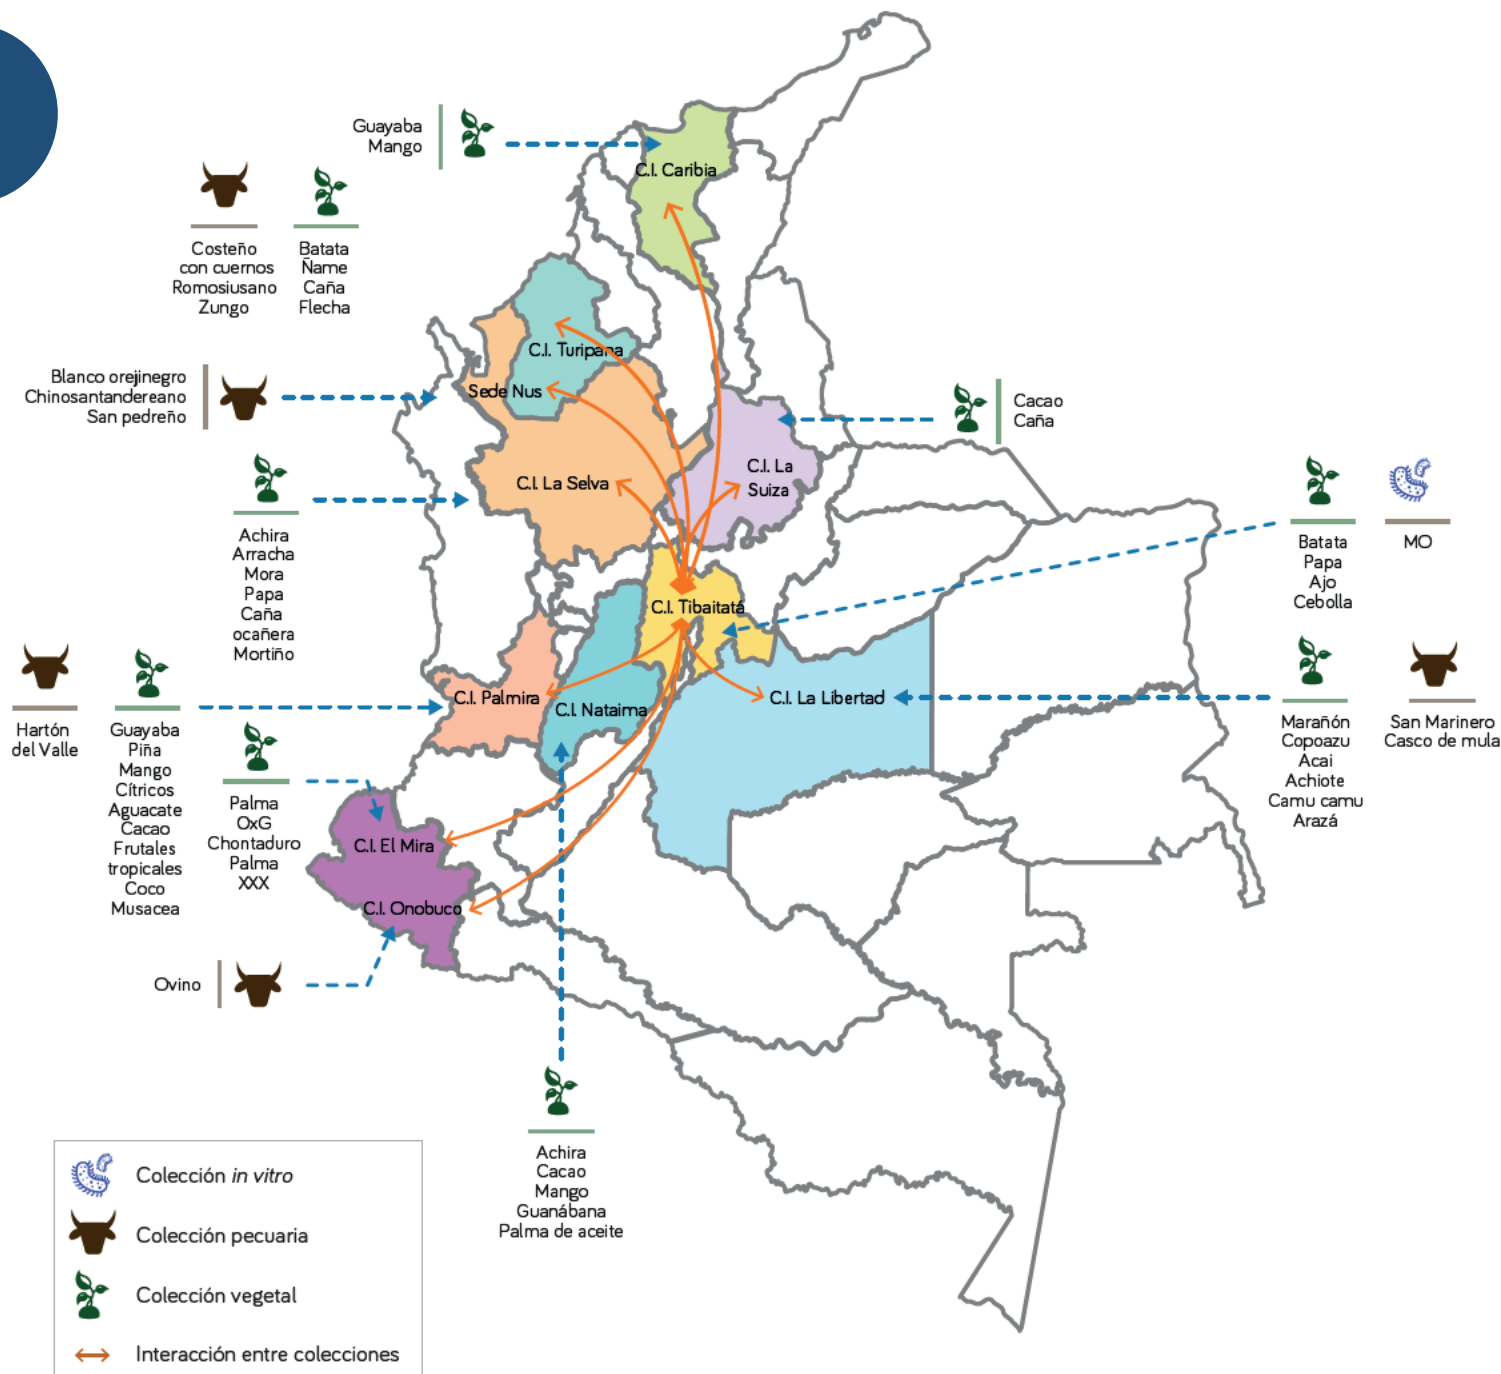 Guayaba
Mango
C.I. Caribia
Costeño
con cuernos
Romosiusano
Zungo
Batata
Ñame
Caña
Flecha
C.I. Turipana
Sede Nus
Blanco orejinegro
Chinosantandereano
San pedreño
Cacao
Caña
C.I. La
Suiza
C.I. La Selva
Achira
Arracha
Mora
Papa
Caña
ocañera
Mortiño
Batata
Papa
Ajo
Cebolla
MO
C.I. Tibaitatá
Hartón
del Valle
Guayaba
Piña
Mango
Cítricos
Aguacate
Cacao
Frutales
tropicales
Coco
Musacea
C.I. Palmira
C.I. Nataima
C.I. La Libertad
Marañón
Copoazu
Acai
Achiote
Camu camu
Arazá
San Marinero
Casco de mula
Palma
OxG
Chontaduro
Palma
XXX
C.I. El Mira
C.I. Onobuco
Ovino
Achira
Cacao
Mango
Guanábana
Palma de aceite
Colección in vitro
Colección pecuaria
Colección vegetal
Interacción entre colecciones